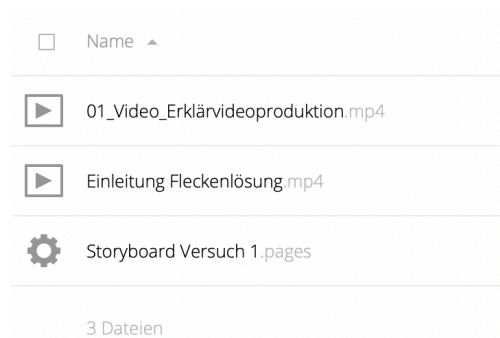 Name
01_Video_Erklärvideoproduktion.mp4
Einleitung Fleckenlösung.mp4
Storyboard Versuch 1.pages
3 Dateien